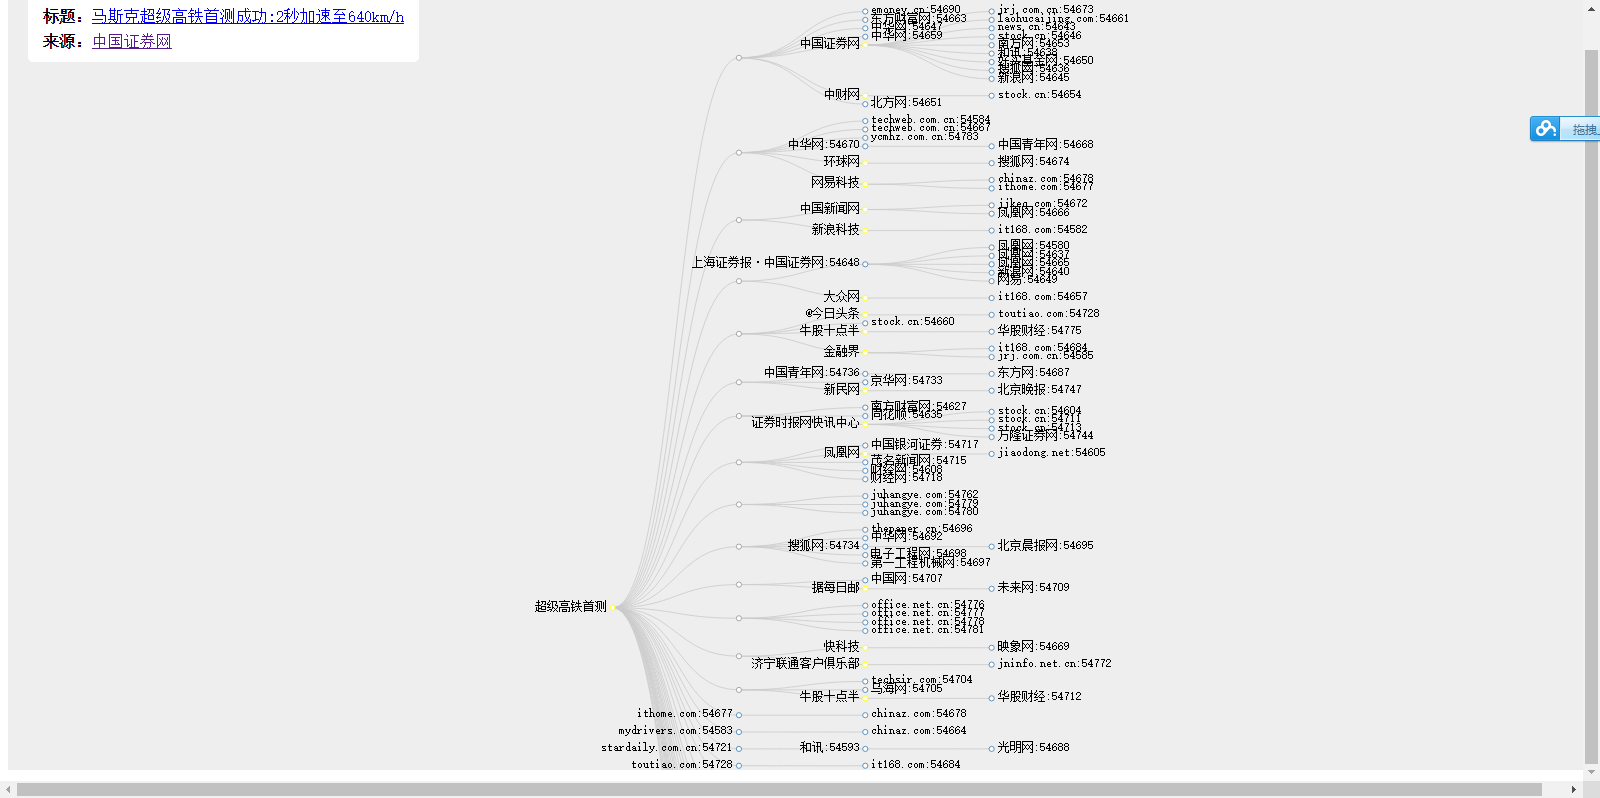 标题：马斯克超级高铁首测成功:2秒加速至640km/h
来源：中国证券网
emoney.cn:54690
东方财富网:54663
中华网:54647
中华网:54659
中国证券网
jrj.com.cn:54673
laohucaijing.com:54661
news.cn:54643
stock.cn:54646
南方网:54653
和讯:54638
好买基金网:54650
搜狐网:54636
新浪网:54645
中财网
stock.cn:54654
北方网:54651
techweb.com.cn:54584
techweb.com.cn:54667
ycmhz.com.cn:54783
中华网:54670
中国青年网:54668
环球网
搜狐网:54674
网易科技
chinaz.com:54678
ithome.com:54677
中国新闻网
ijkeq.com:54672
凤凰网:54666
新浪科技
it168.com:54582
上海证券报·中国证券网:54648
凤凰网:54580
凤凰网:54637
凤凰网:54665
新浪网:54640
网易:54649
大众网
it168.com:54657
@今日头条
toutiao.com:54728
stock.cn:54660
牛股十点半
华股财经:54775
金融界
it168.com:54684
jrj.com.cn:54585
中国青年网:54736
东方网:54687
京华网:54733
新民网
北京晚报:54747
南方财富网:54627
同花顺:54635
证券时报网快讯中心
stock.cn:54604
stock.cn:54711
stock.cn:54713
万隆证券网:54744
中国银河证券:54717
凤凰网
jiaodong.net:54605
茂名新闻网:54715
财经网:54608
财经网:54718
juhangye.com:54762
juhangye.com:54779
juhangye.com:54780
thepaper.cn:54696
中华网:54692
搜狐网:54734
北京晨报网:54695
电子工程网:54698
第一工程机械网:54697
中国网:54707
据每日邮
未来网:54709
office.net.cn:54776
office.net.cn:54777
office.net.cn:54778
office.net.cn:54781
超级高铁首测
快科技
映象网:54669
济宁联通客户俱乐部
jninfo.net.cn:54772
techsir.com:54704
乌海网:54705
牛股十点半
华股财经:54712
ithome.com:54677
chinaz.com:54678
mydrivers.com:54583
chinaz.com:54664
stardaily.com.cn:54721
和讯:54593
光明网:54688
toutiao.com:54728
it168.com:54684
拖拽